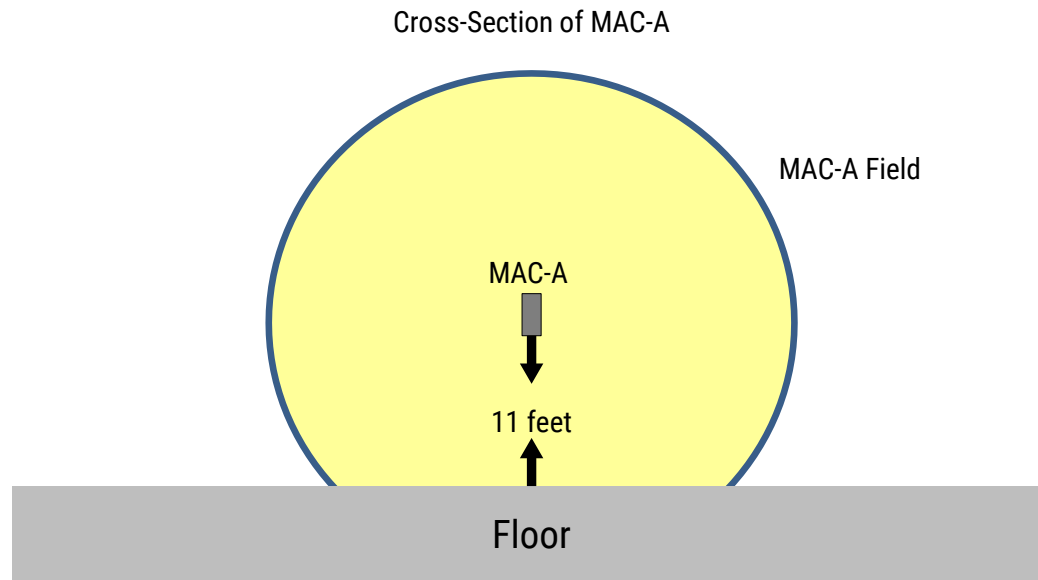 Cross-Section of MAC-A
MAC-A Field
MAC-A
11 feet
Floor